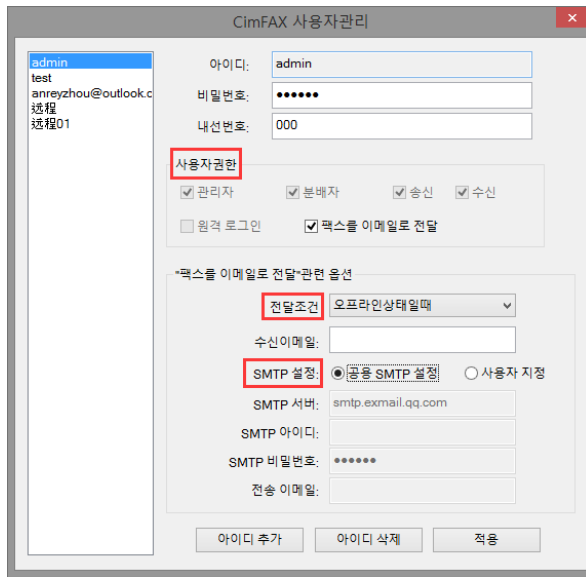 CimFAX 사용자관리
admin
test
anreyzhou@outlook.c
远程
远程01
아이디: admin
비밀번호: ●●●●●●
내선번호: 000
사용자권한
관리자 분배자 송신 수신
원격 로그인 팩스를 이메일로 전달
"팩스를 이메일로 전달"관련 옵션
전달조건 오프라인상태일때
수신이메일:
SMTP 설정: 공용 SMTP 설정 사용자 지정
SMTP 서버: smtp.exmail.qq.com
SMTP 아이디:
SMTP 비밀번호: ●●●●●●
전송 이메일:
아이디 추가 아이디 삭제 적용